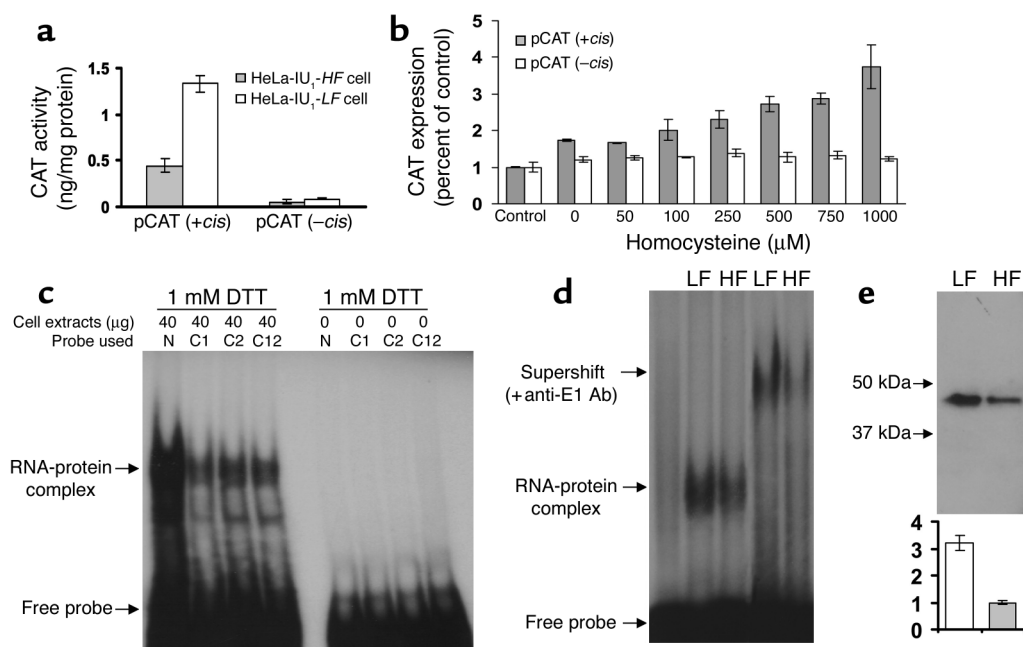 a
CAT activity
(ng/mg protein)
1.5
1
0.5
0
HeLa-IU1-HF cell
HeLa-IU1-LF cell
pCAT (+cis)
pCAT (–cis)
b
CAT expression
(percent of control)
5
4
3
2
1
0
pCAT (+cis)
pCAT (–cis)
Control 0 50 100 250 500 750 1000
Homocysteine (µM)
c
1 mM DTT 1 mM DTT
Cell extracts (µg) 40 40 40 40 0 0 0 0
Probe used N C1 C2 C12 N C1 C2 C12
RNA-protein
complex
Free probe
d
LF HF LF HF
Supershift
(+anti-E1 Ab)
RNA-protein
complex
Free probe
e
LF HF
50 kDa
37 kDa
4
3
2
1
0